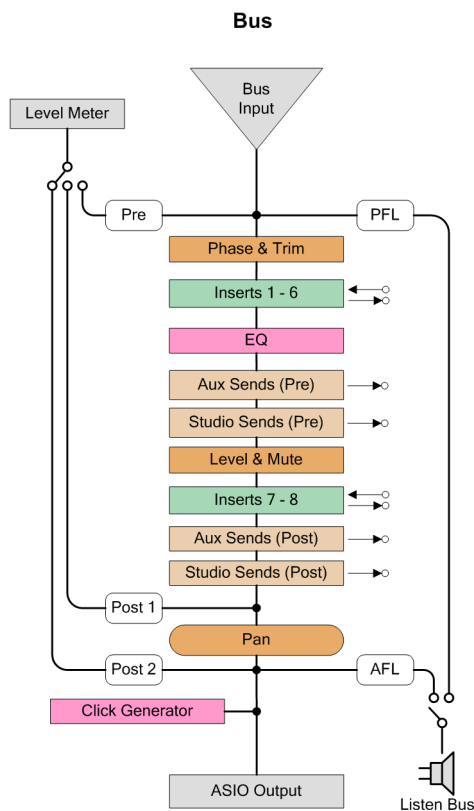 Bus
Bus
Input
Level Meter
Pre
PFL
Phase & Trim
Inserts 1 - 6
EQ
Aux Sends (Pre)
Studio Sends (Pre)
Level & Mute
Inserts 7 - 8
Aux Sends (Post)
Studio Sends (Post)
Post 1
Pan
Post 2
AFL
Click Generator
ASIO Output
Listen Bus